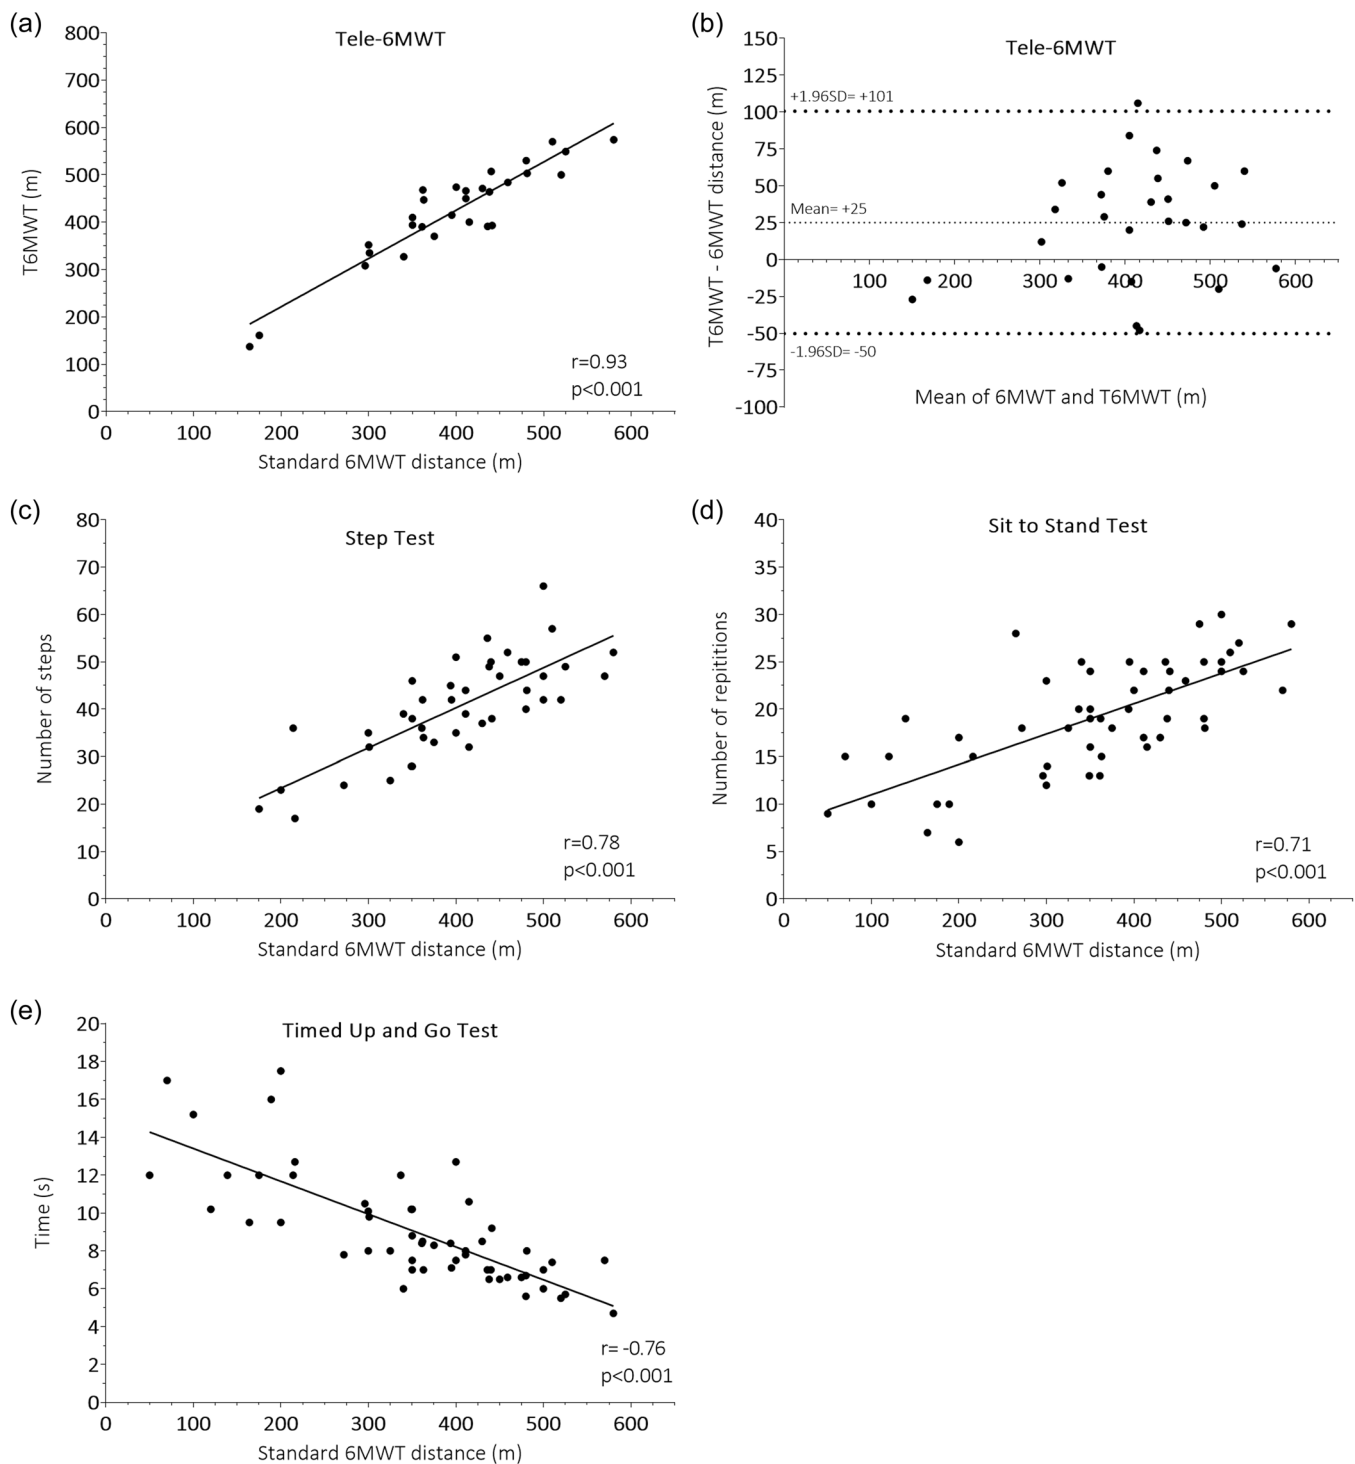 (a)
Tele-6MWT
800
700
600
500
400
300
200
100
0
T6MWT (m)
r=0.93
p<0.001
0 100 200 300 400 500 600
Standard 6MWT distance (m)
(b)
Tele-6MWT
150
125
100
75
50
25
0
-25
-50
-75
-100
T6MWT - 6MWT distance (m)
+1.96SD= +101
Mean= +25
100 200 300 400 500 600
-1.96SD= -50
Mean of 6MWT and T6MWT (m)
(c)
Step Test
80
70
60
50
40
30
20
10
0
Number of steps
r=0.78
p<0.001
0 100 200 300 400 500 600
Standard 6MWT distance (m)
(d)
Sit to Stand Test
40
35
30
25
20
15
10
5
0
Number of repititions
r=0.71
p<0.001
0 100 200 300 400 500 600
Standard 6MWT distance (m)
(e)
Timed Up and Go Test
20
18
16
14
12
10
8
6
4
2
0
Time (s)
r= -0.76
p<0.001
0 100 200 300 400 500 600
Standard 6MWT distance (m)